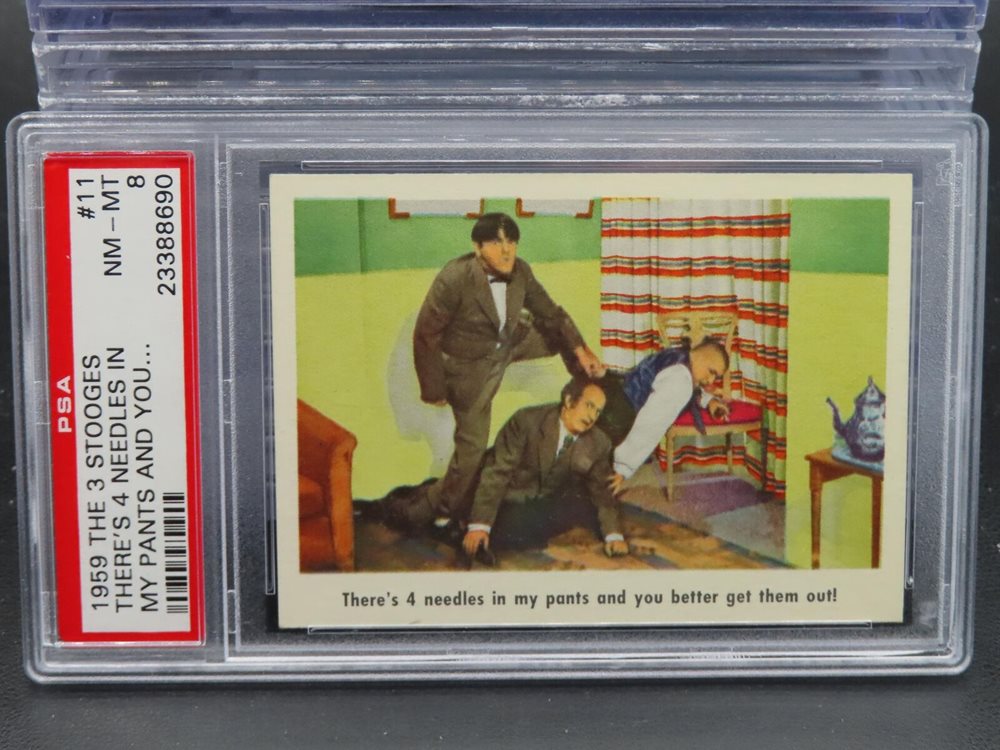 PSA
1959 THE 3 STOOGES #11
THERE'S 4 NEEDLES IN NM – MT
MY PANTS AND YOU... 8
23388690
There's 4 needles in my pants and you better get them out!